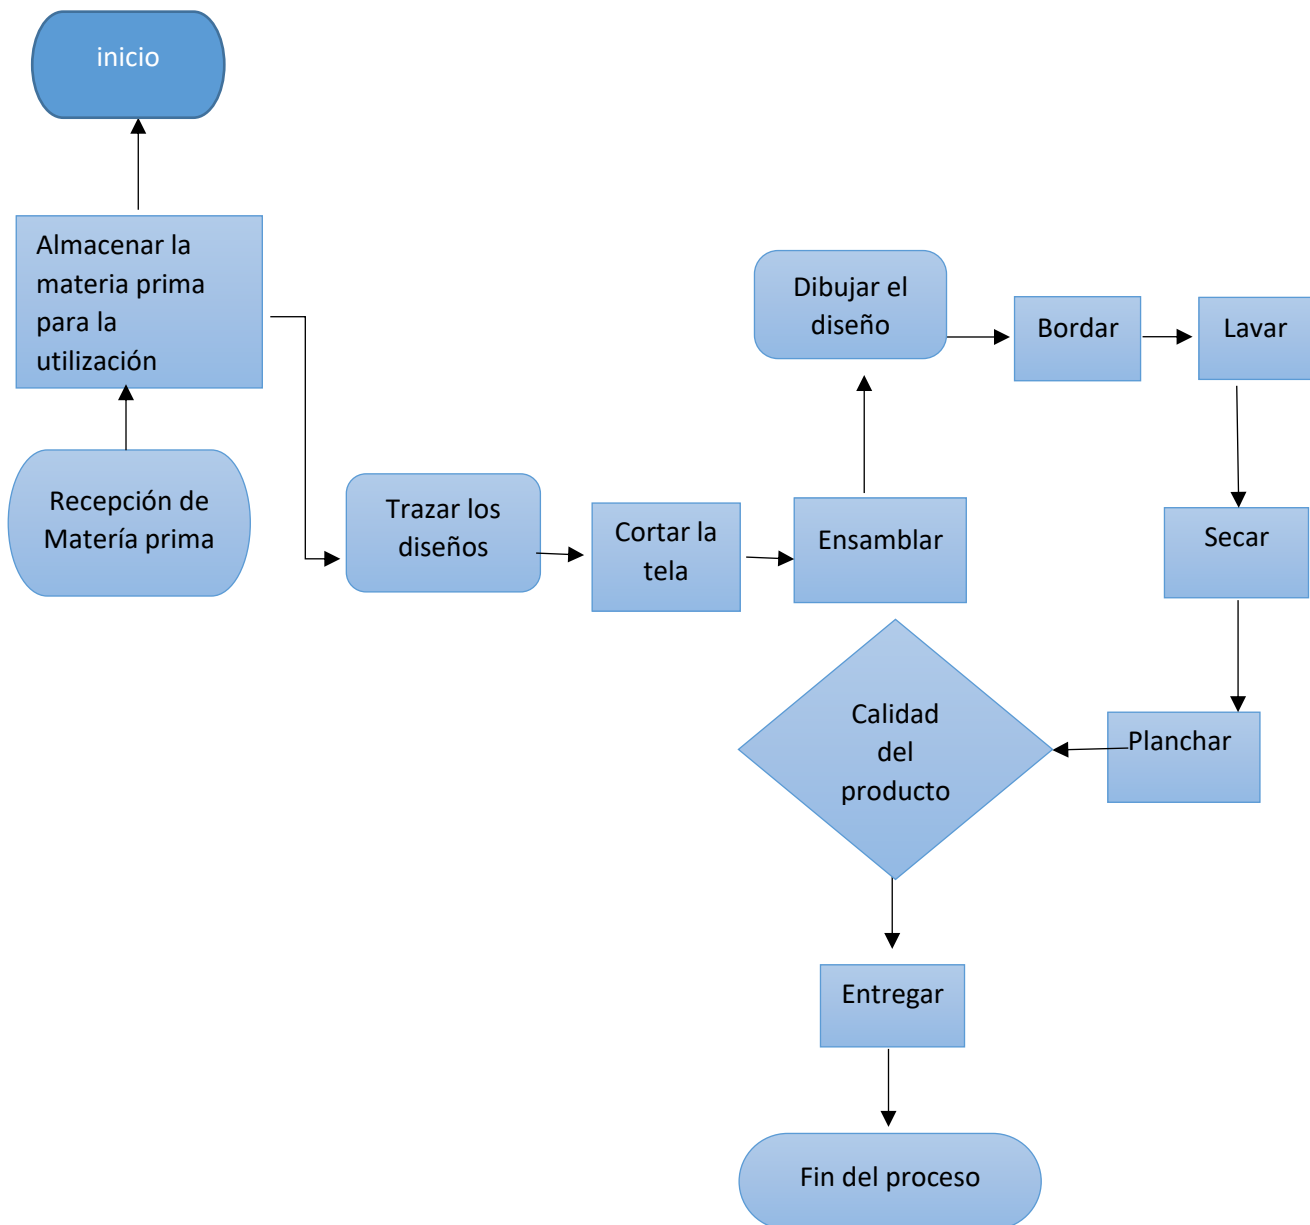 inicio
Almacenar la
materia prima
para la
utilización
Recepción de
Matería prima
Trazar los
diseños
Cortar la
tela
Ensamblar
Dibujar el
diseño
Bordar
Lavar
Secar
Planchar
Calidad
del
producto
Entregar
Fin del proceso